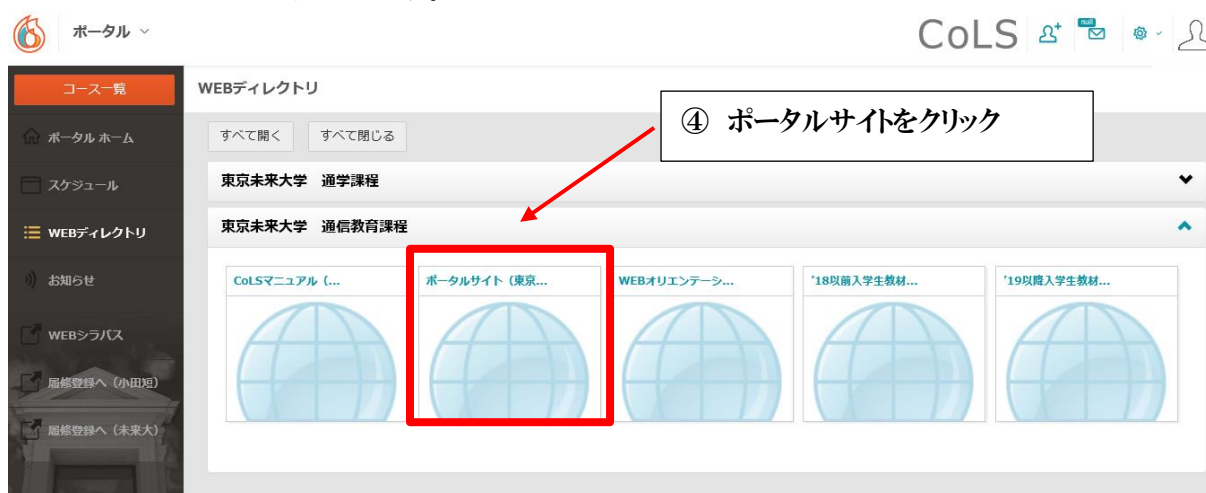 ポータル
CoLS
null
コース一覧
WEBディレクトリ
④ ポータルサイトをクリック
ポータル ホーム
すべて開く すべて閉じる
スケジュール
東京未来大学 通学課程
WEBディレクトリ
東京未来大学 通信教育課程
お知らせ
CoLSマニュアル（...
ポータルサイト（東京...
WEBオリエンテーシ...
'18以前入学生教材...
'19以降入学生教材...
WEBシラバス
履修登録へ（小田短）
履修登録へ（未来大）